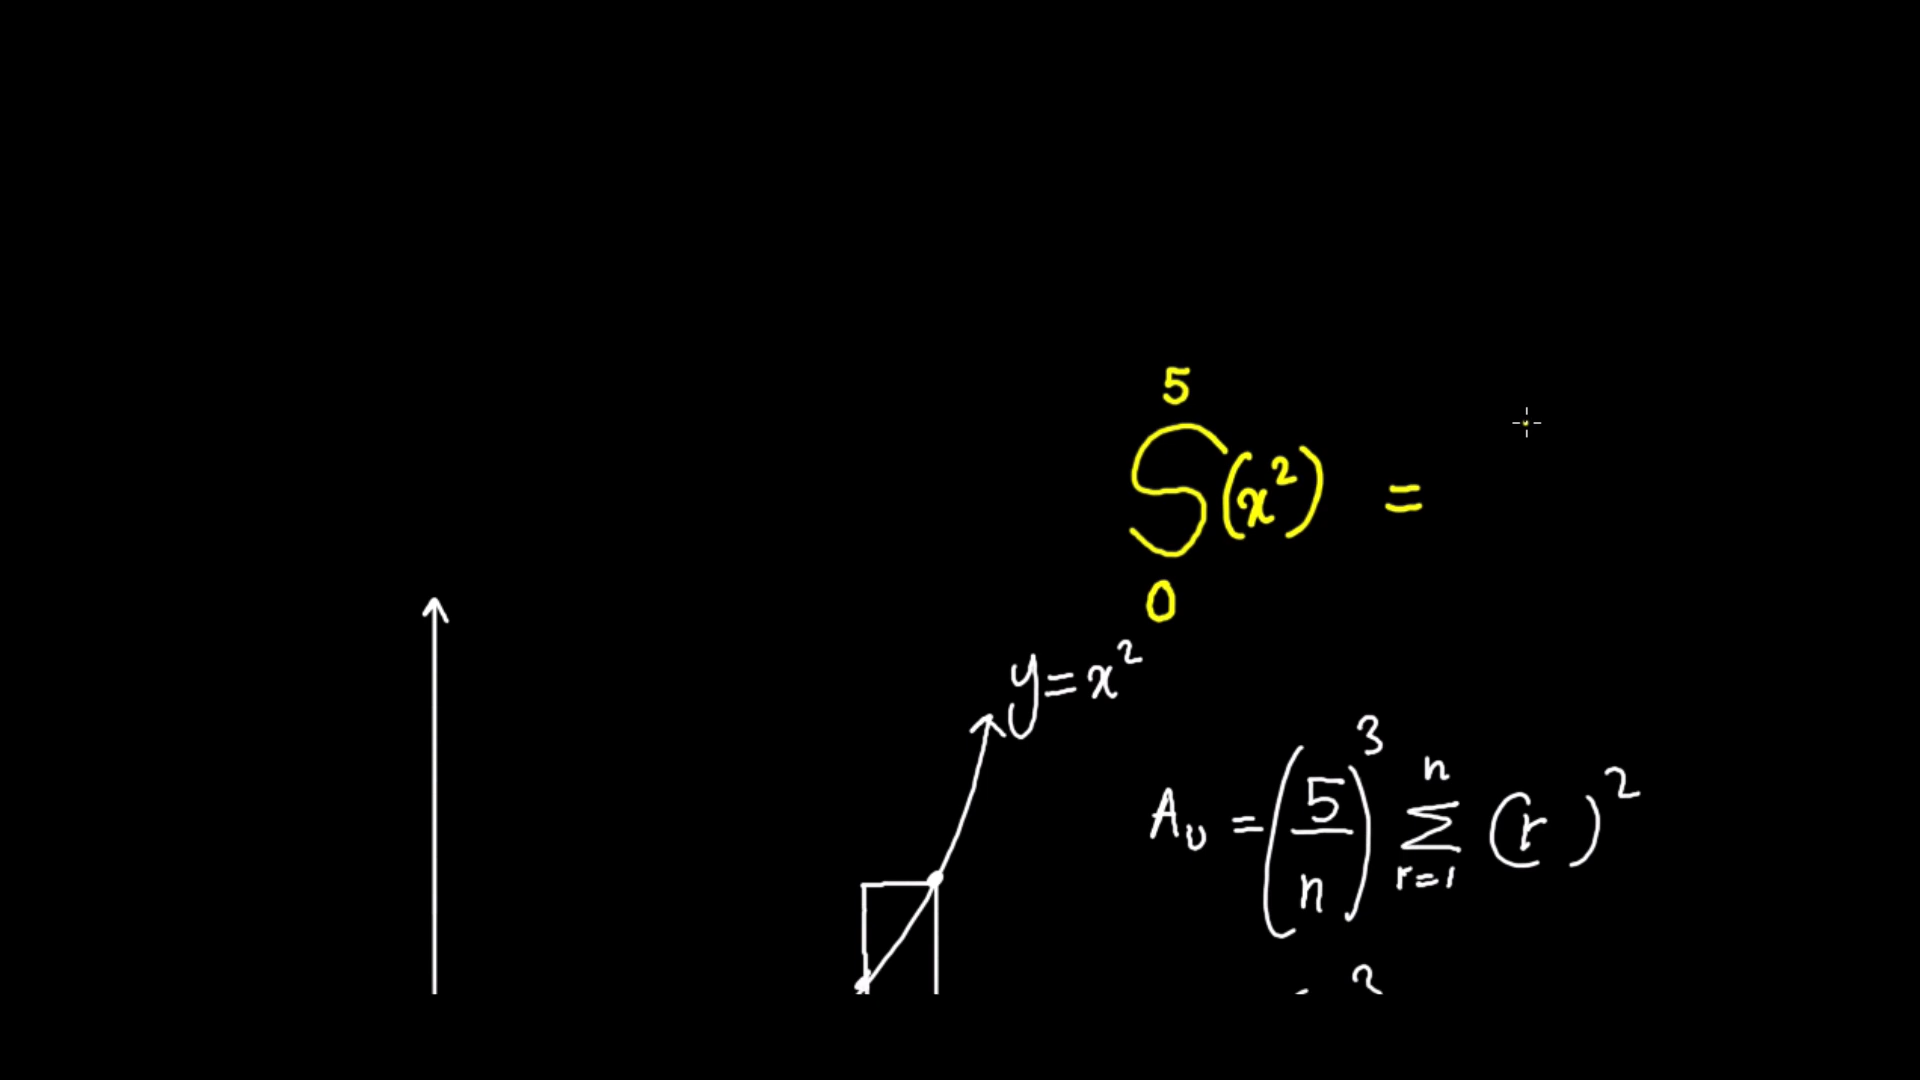 5
S(x²) =
0
y=x²
A_U = (5/n)³ Σ_{r=1}^{n} (r )²